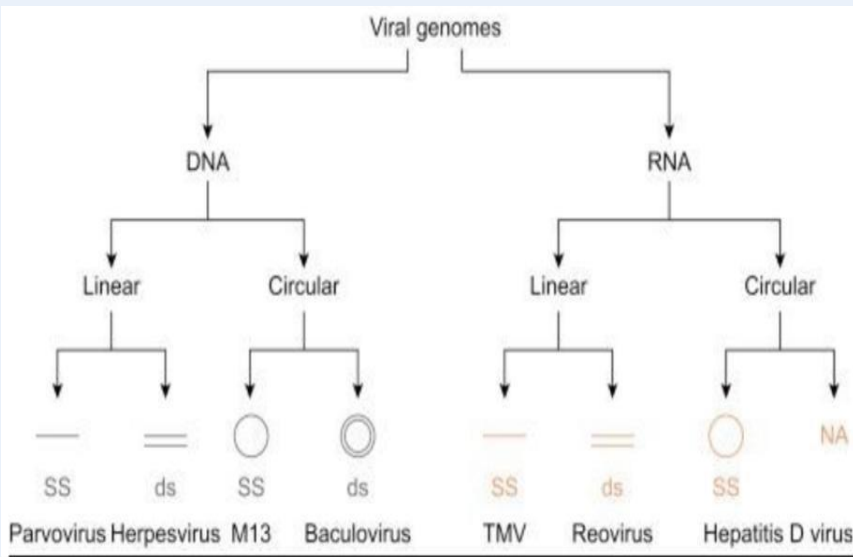 Viral genomes
DNA RNA
Linear Circular Linear Circular
NA
SS ds SS ds SS ds SS
Parvovirus Herpesvirus M13 Baculovirus TMV Reovirus Hepatitis D virus